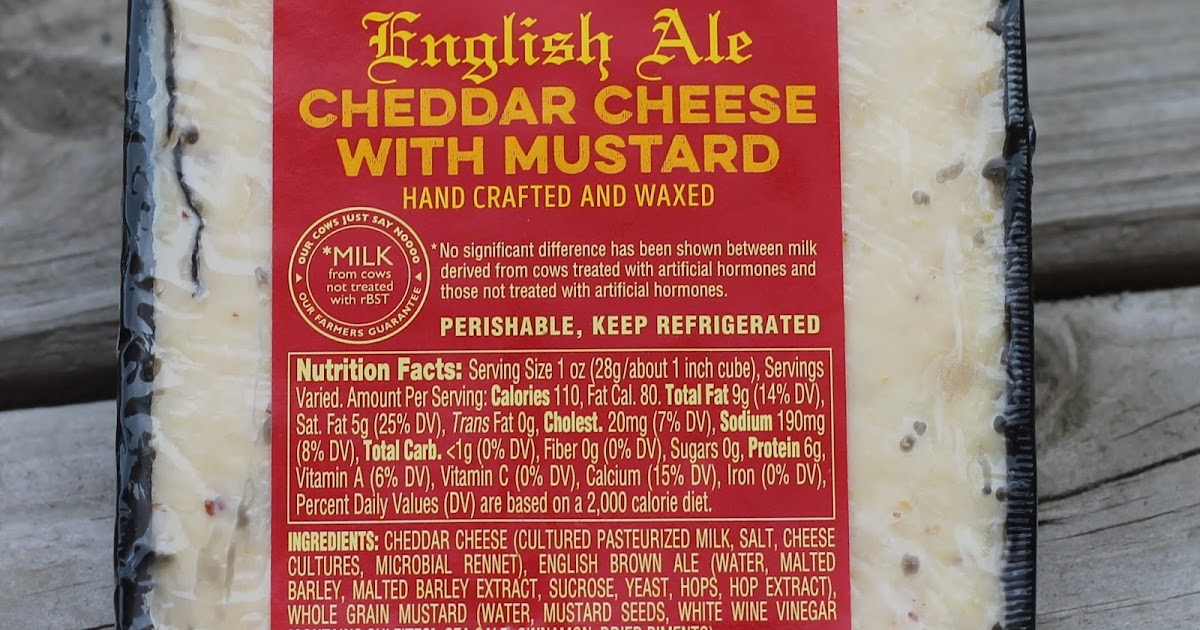 English Ale
CHEDDAR CHEESE
WITH MUSTARD
HAND CRAFTED AND WAXED
OUR COWS JUST SAY NOOOO
*MILK
from cows
not treated
with rBST
OUR FARMERS GUARANTEE
*No significant difference has been shown between milk
derived from cows treated with artificial hormones and
those not treated with artificial hormones.
PERISHABLE, KEEP REFRIGERATED
Nutrition Facts: Serving Size 1 oz (28g/about 1 inch cube), Servings
Varied. Amount Per Serving: Calories 110, Fat Cal. 80. Total Fat 9g (14% DV),
Sat. Fat 5g (25% DV), Trans Fat 0g, Cholest. 20mg (7% DV), Sodium 190mg
(8% DV), Total Carb. <1g (0% DV), Fiber 0g (0% DV), Sugars 0g, Protein 6g,
Vitamin A (6% DV), Vitamin C (0% DV), Calcium (15% DV), Iron (0% DV),
Percent Daily Values (DV) are based on a 2,000 calorie diet.
INGREDIENTS: CHEDDAR CHEESE (CULTURED PASTEURIZED MILK, SALT, CHEESE
CULTURES, MICROBIAL RENNET), ENGLISH BROWN ALE (WATER, MALTED
BARLEY, MALTED BARLEY EXTRACT, SUCROSE, YEAST, HOPS, HOP EXTRACT),
WHOLE GRAIN MUSTARD (WATER, MUSTARD SEEDS, WHITE WINE VINEGAR